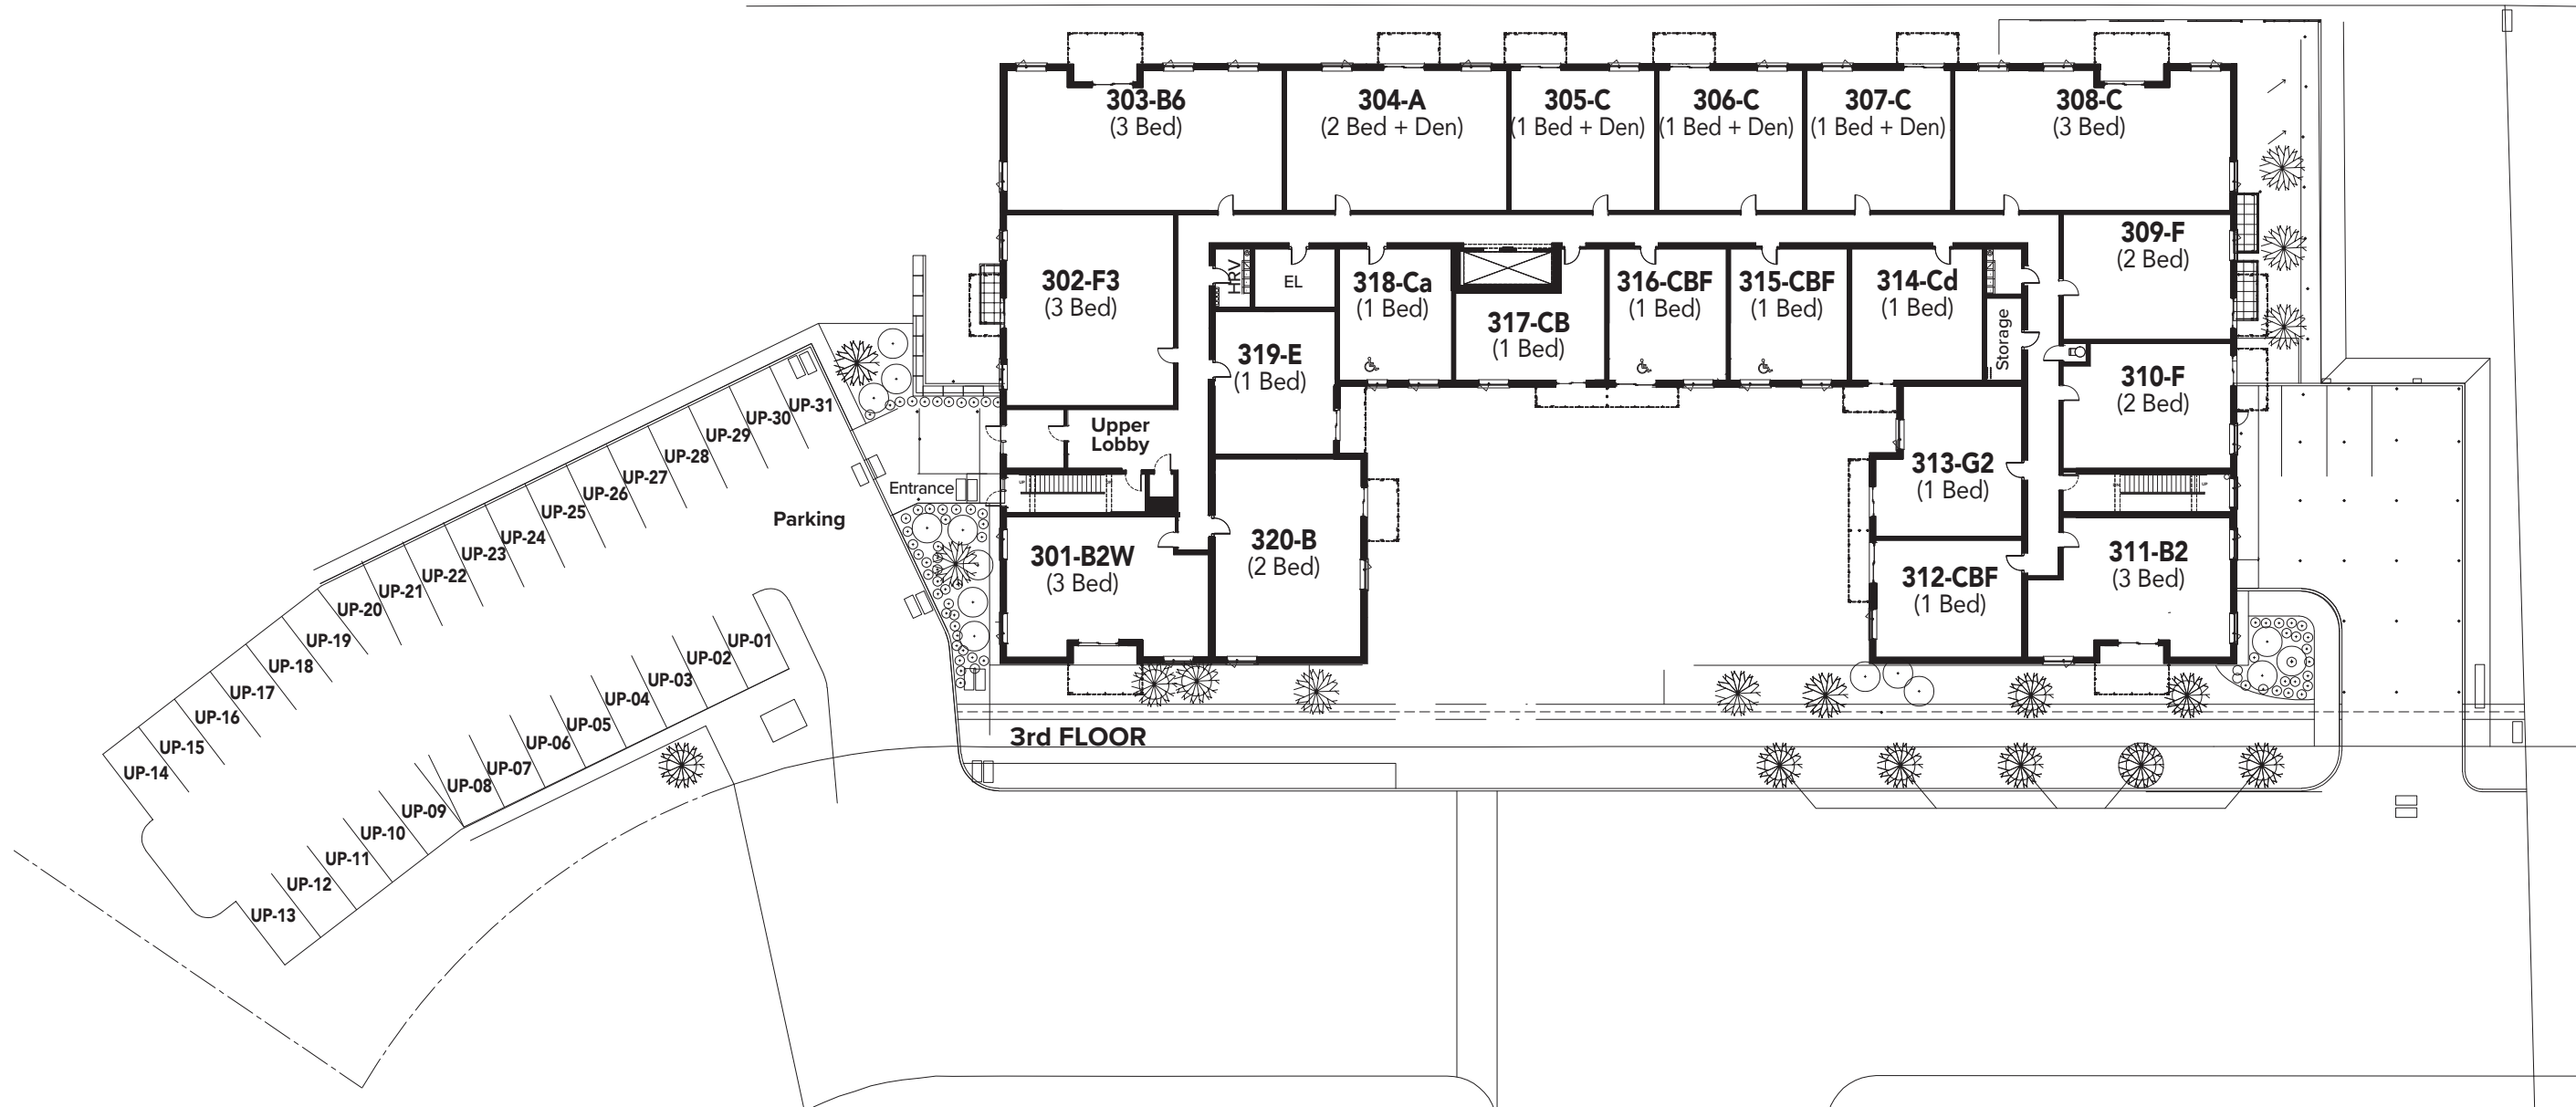 303-B6
(3 Bed)
304-A
(2 Bed + Den)
305-C
(1 Bed + Den)
306-C
(1 Bed + Den)
307-C
(1 Bed + Den)
308-C
(3 Bed)
302-F3
(3 Bed)
HRV
EL
318-Ca
(1 Bed)
317-CB
(1 Bed)
316-CBF
(1 Bed)
315-CBF
(1 Bed)
314-Cd
(1 Bed)
Storage
309-F
(2 Bed)
319-E
(1 Bed)
310-F
(2 Bed)
Upper
Lobby
Entrance
Parking
313-G2
(1 Bed)
301-B2W
(3 Bed)
320-B
(2 Bed)
312-CBF
(1 Bed)
311-B2
(3 Bed)
UP-31
UP-30
UP-29
UP-28
UP-27
UP-26
UP-25
UP-24
UP-23
UP-22
UP-21
UP-20
UP-19
UP-18
UP-17
UP-16
UP-15
UP-14
UP-01
UP-02
UP-03
UP-04
UP-05
UP-06
UP-07
UP-08
UP-09
UP-10
UP-11
UP-12
UP-13
3rd FLOOR